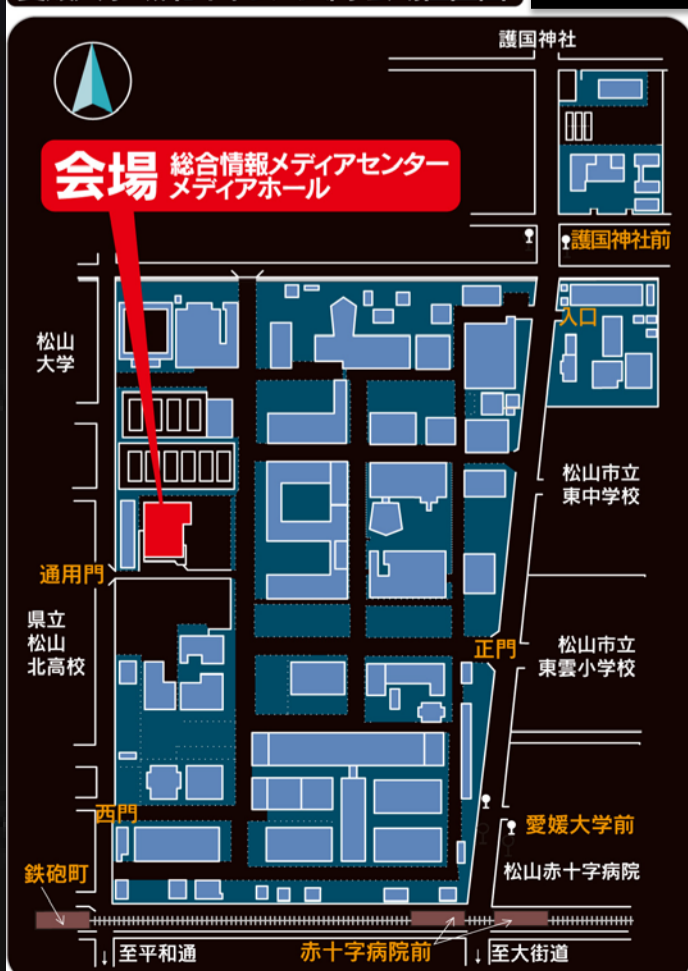 護国神社
会場 総合情報メディアセンター
メディアホール
護国神社前
入口
松山
大学
松山市立
東中学校
通用門
県立
松山
北高校
正門
松山市立
東雲小学校
西門
愛媛大学前
鉄砲町
松山赤十字病院
↓至平和通
赤十字病院前
↓至大街道